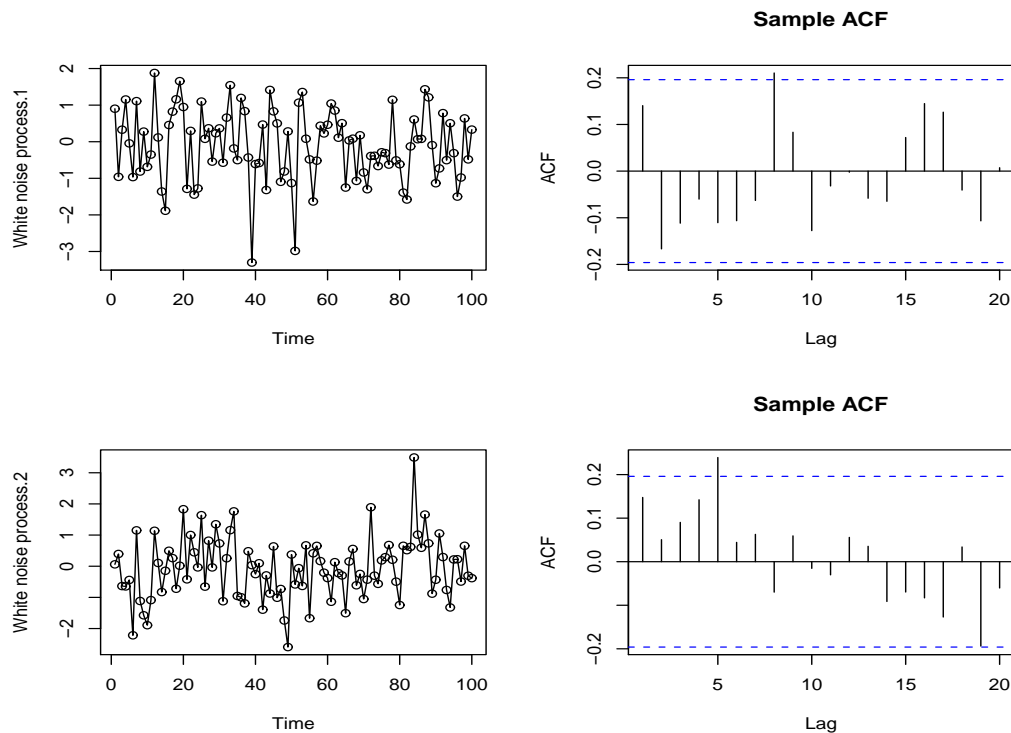 Sample ACF
White noise process.1
2
1
0
−1
−2
−3
0 20 40 60 80 100
Time
ACF
0.2
0.1
0.0
−0.1
−0.2
5 10 15 20
Lag
Sample ACF
White noise process.2
3
2
1
0
−2
0 20 40 60 80 100
Time
ACF
0.2
0.1
0.0
−0.2
5 10 15 20
Lag